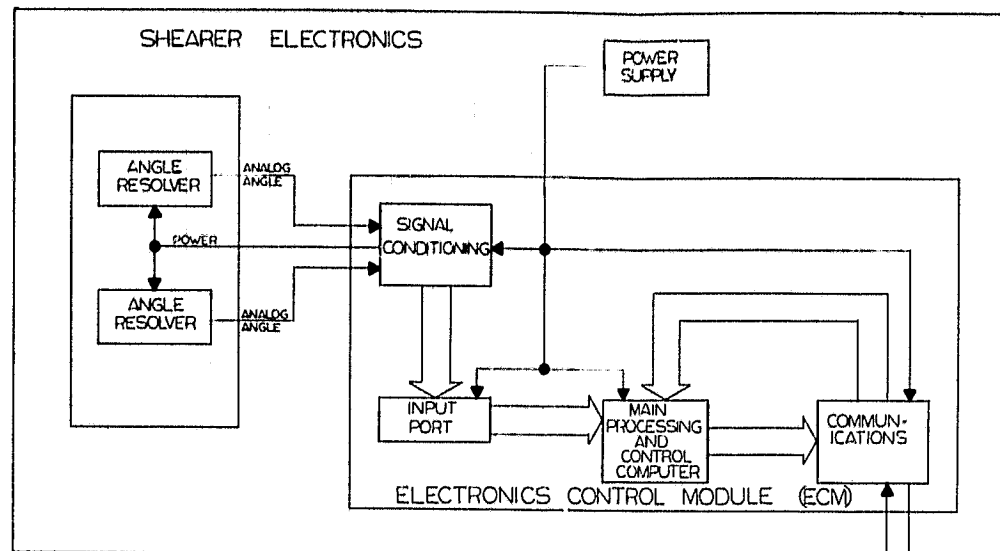 SHEARER ELECTRONICS
POWER
SUPPLY
ANGLE
RESOLVER
ANALOG
ANGLE
SIGNAL
CONDITIONING
POWER
ANGLE
RESOLVER
ANALOG
ANGLE
INPUT
PORT
MAIN
PROCESSING
AND
CONTROL
COMPUTER
COMMUN-
ICATIONS
ELECTRONICS CONTROL MODULE (ECM)